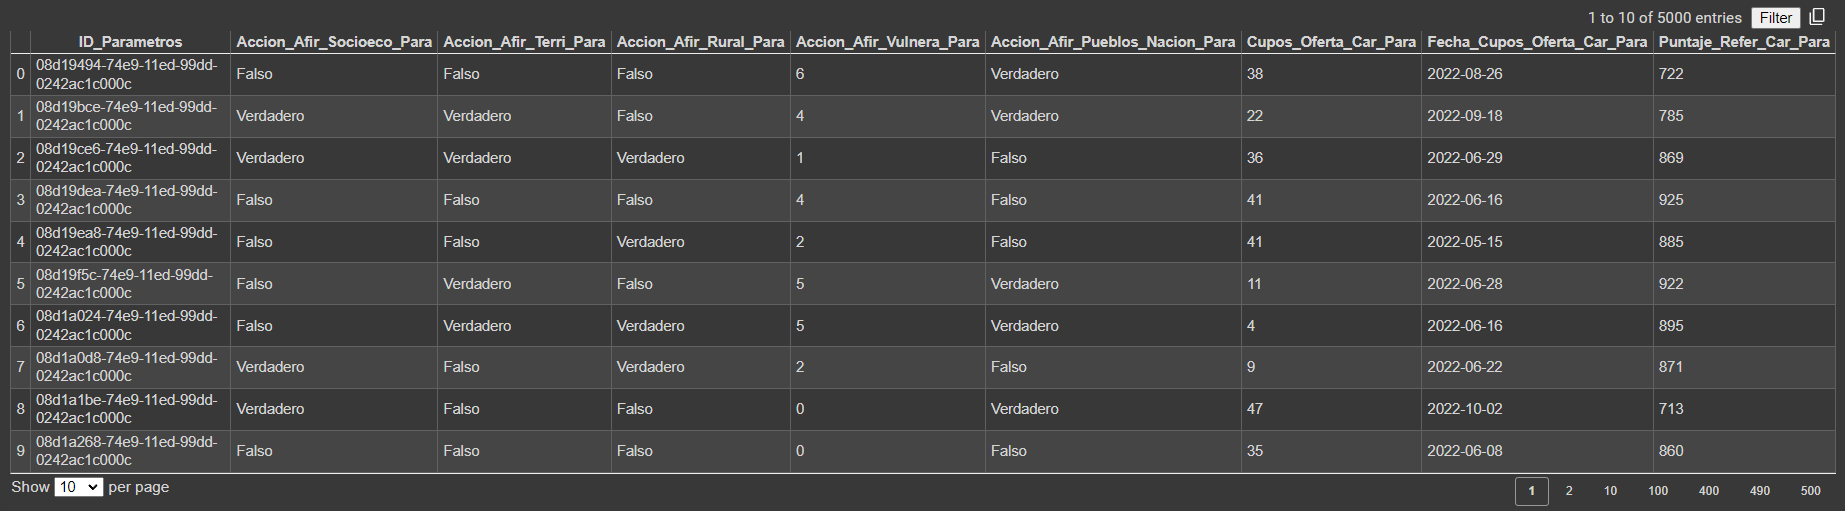 1 to 10 of 5000 entries Filter
ID_Parametros Accion_Afir_Socioeco_Para Accion_Afir_Terri_Para Accion_Afir_Rural_Para Accion_Afir_Vulnera_Para Accion_Afir_Pueblos_Nacion_Para Cupos_Oferta_Car_Para Fecha_Cupos_Oferta_Car_Para Puntaje_Refer_Car_Para
0 08d19494-74e9-11ed-99dd-0242ac1c000c Falso Falso Falso 6 Verdadero 38 2022-08-26 722
1 08d19bce-74e9-11ed-99dd-0242ac1c000c Verdadero Verdadero Falso 4 Verdadero 22 2022-09-18 785
2 08d19ce6-74e9-11ed-99dd-0242ac1c000c Verdadero Verdadero Verdadero 1 Falso 36 2022-06-29 869
3 08d19dea-74e9-11ed-99dd-0242ac1c000c Falso Falso Falso 4 Falso 41 2022-06-16 925
4 08d19ea8-74e9-11ed-99dd-0242ac1c000c Falso Falso Verdadero 2 Falso 41 2022-05-15 885
5 08d19f5c-74e9-11ed-99dd-0242ac1c000c Falso Verdadero Falso 5 Verdadero 11 2022-06-28 922
6 08d1a024-74e9-11ed-99dd-0242ac1c000c Falso Verdadero Verdadero 5 Verdadero 4 2022-06-16 895
7 08d1a0d8-74e9-11ed-99dd-0242ac1c000c Verdadero Falso Verdadero 2 Falso 9 2022-06-22 871
8 08d1a1be-74e9-11ed-99dd-0242ac1c000c Verdadero Falso Falso 0 Verdadero 47 2022-10-02 713
9 08d1a268-74e9-11ed-99dd-0242ac1c000c Falso Falso Falso 0 Falso 35 2022-06-08 860
Show 10 per page 1 2 10 100 400 490 500